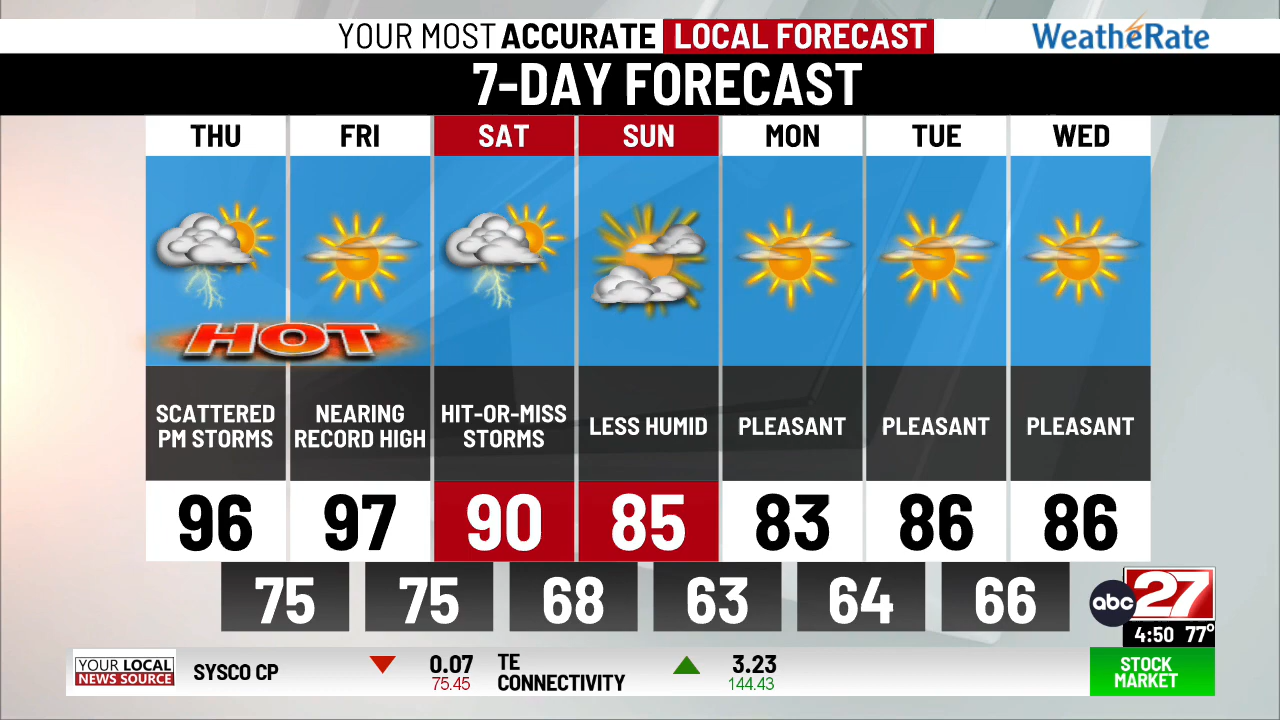 YOUR MOST ACCURATE LOCAL FORECAST
WeatheRate
7-DAY FORECAST
THU FRI SAT SUN MON TUE WED
HOT
SCATTERED
PM STORMS
NEARING
RECORD HIGH
HIT-OR-MISS
STORMS
LESS HUMID
PLEASANT
PLEASANT
PLEASANT
96 97 90 85 83 86 86
75 75 68 63 64 66
abc 27
4:50 77°
YOUR LOCAL
NEWS SOURCE
SYSCO CP
0.07
75.45
TE
CONNECTIVITY
3.23
144.43
STOCK
MARKET